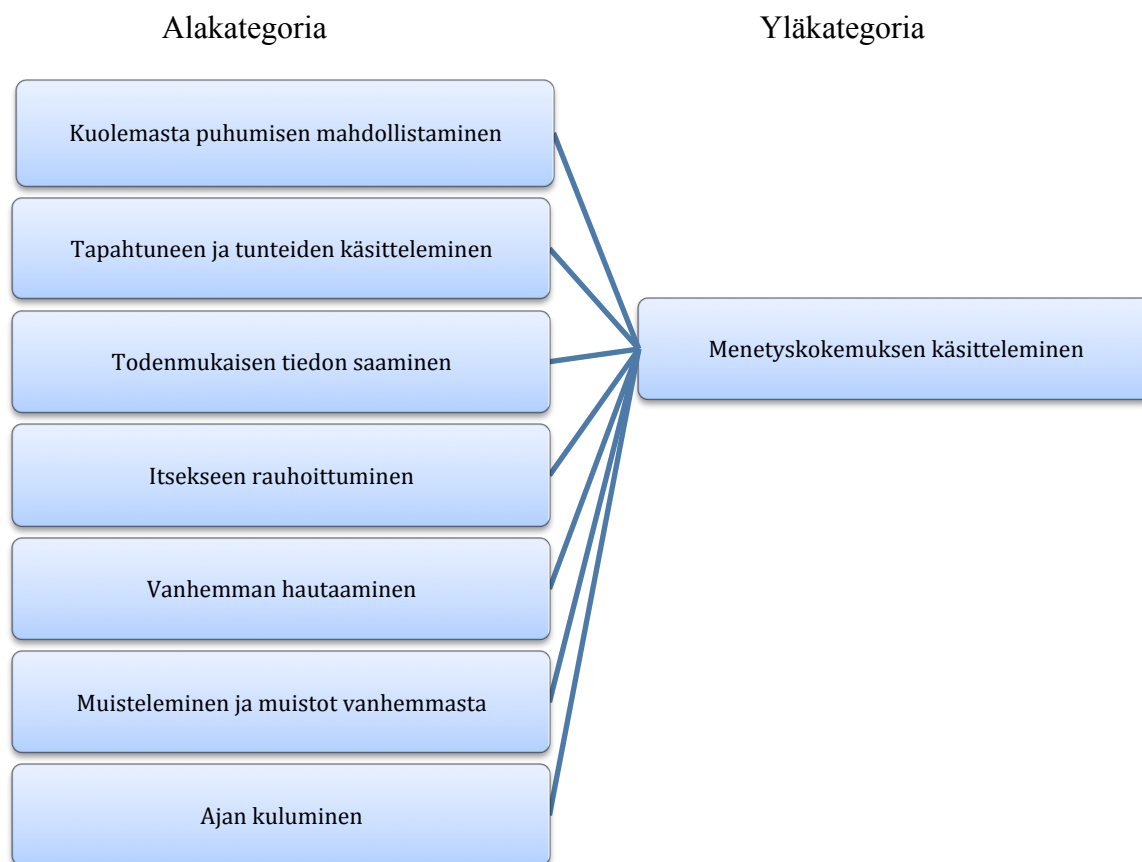 Alakategoria
Yläkategoria
Kuolemasta puhumisen mahdollistaminen
Tapahtuneen ja tunteiden käsitteleminen
Todenmukaisen tiedon saaminen
Itsekseen rauhoittuminen
Vanhemman hautaaminen
Muisteleminen ja muistot vanhemmasta
Ajan kuluminen
Menetyskokemuksen käsitteleminen